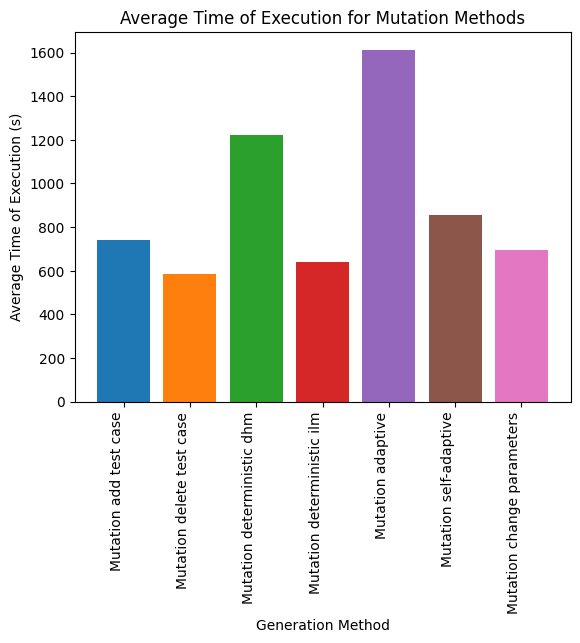 Average Time of Execution for Mutation Methods
Average Time of Execution (s)
1600
1400
1200
1000
800
600
400
200
0
Mutation add test case
Mutation delete test case
Mutation deterministic dhm
Mutation deterministic ilm
Mutation adaptive
Mutation self-adaptive
Mutation change parameters
Generation Method